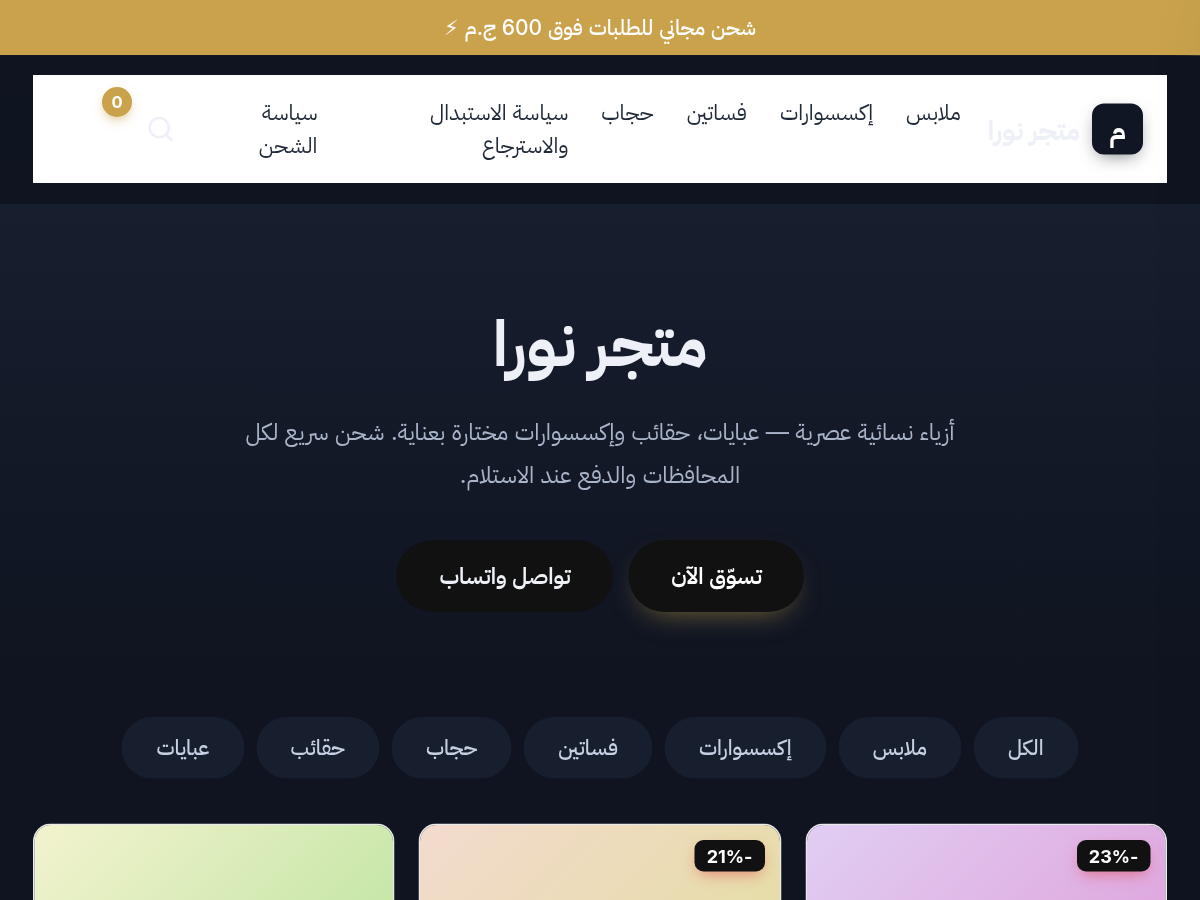 شحن مجاني للطلبات فوق 600 ج.م ⚡
م
متجر نورا
ملابس
إكسسوارات
فساتين
حجاب
سياسة الاستبدال
والاسترجاع
سياسة
الشحن
0
متجر نورا
أزياء نسائية عصرية — عبايات، حقائب وإكسسوارات مختارة بعناية. شحن سريع لكل
المحافظات والدفع عند الاستلام.
تسوّق الآن
تواصل واتساب
الكل
ملابس
إكسسوارات
فساتين
حجاب
حقائب
عبايات
-23%
-21%